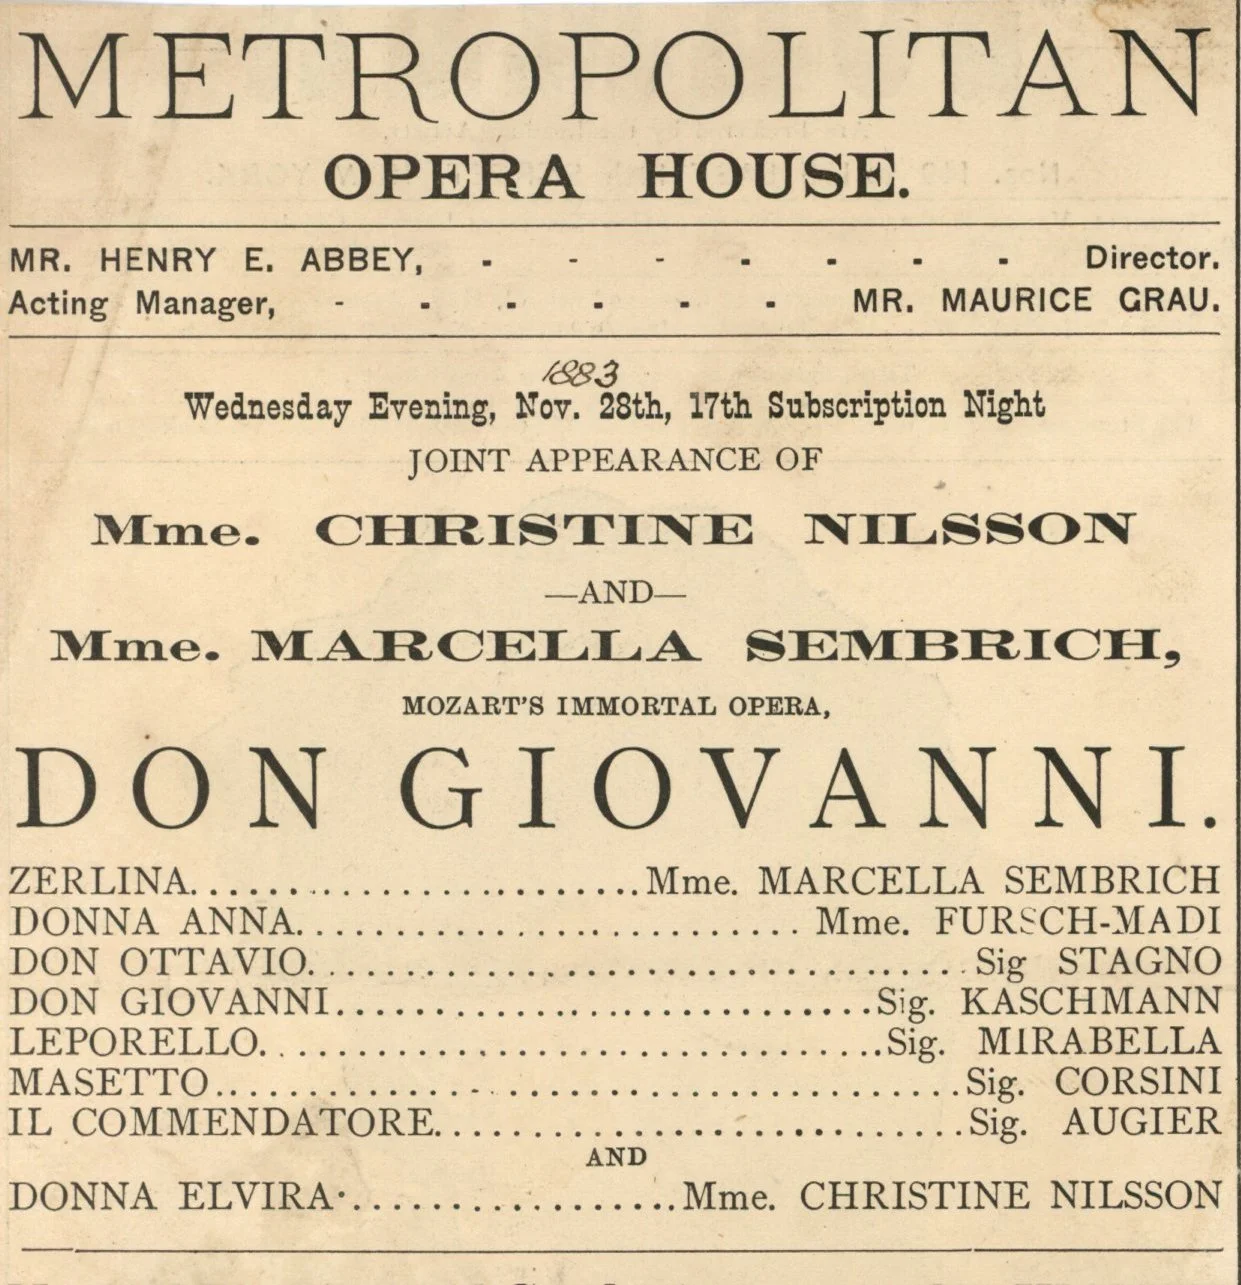 METROPOLITAN
OPERA HOUSE.
MR. HENRY E. ABBEY, - - - - - - - Director.
Acting Manager, - - - - - - MR. MAURICE GRAU.
1883
Wednesday Evening, Nov. 28th, 17th Subscription Night
JOINT APPEARANCE OF
Mme. CHRISTINE NILSSON
—AND—
Mme. MARCELLA SEMBRICH,
MOZART'S IMMORTAL OPERA,
DON GIOVANNI.
ZERLINA............................Mme. MARCELLA SEMBRICH
DONNA ANNA.............................. Mme. FURSCH-MADI
DON OTTAVIO.......................................Sig STAGNO
DON GIOVANNI................................Sig. KASCHMANN
LEPORELLO.....................................Sig. MIRABELLA
MASETTO...........................................Sig. CORSINI
IL COMMENDATORE...............................Sig. AUGIER
AND
DONNA ELVIRA...................Mme. CHRISTINE NILSSON